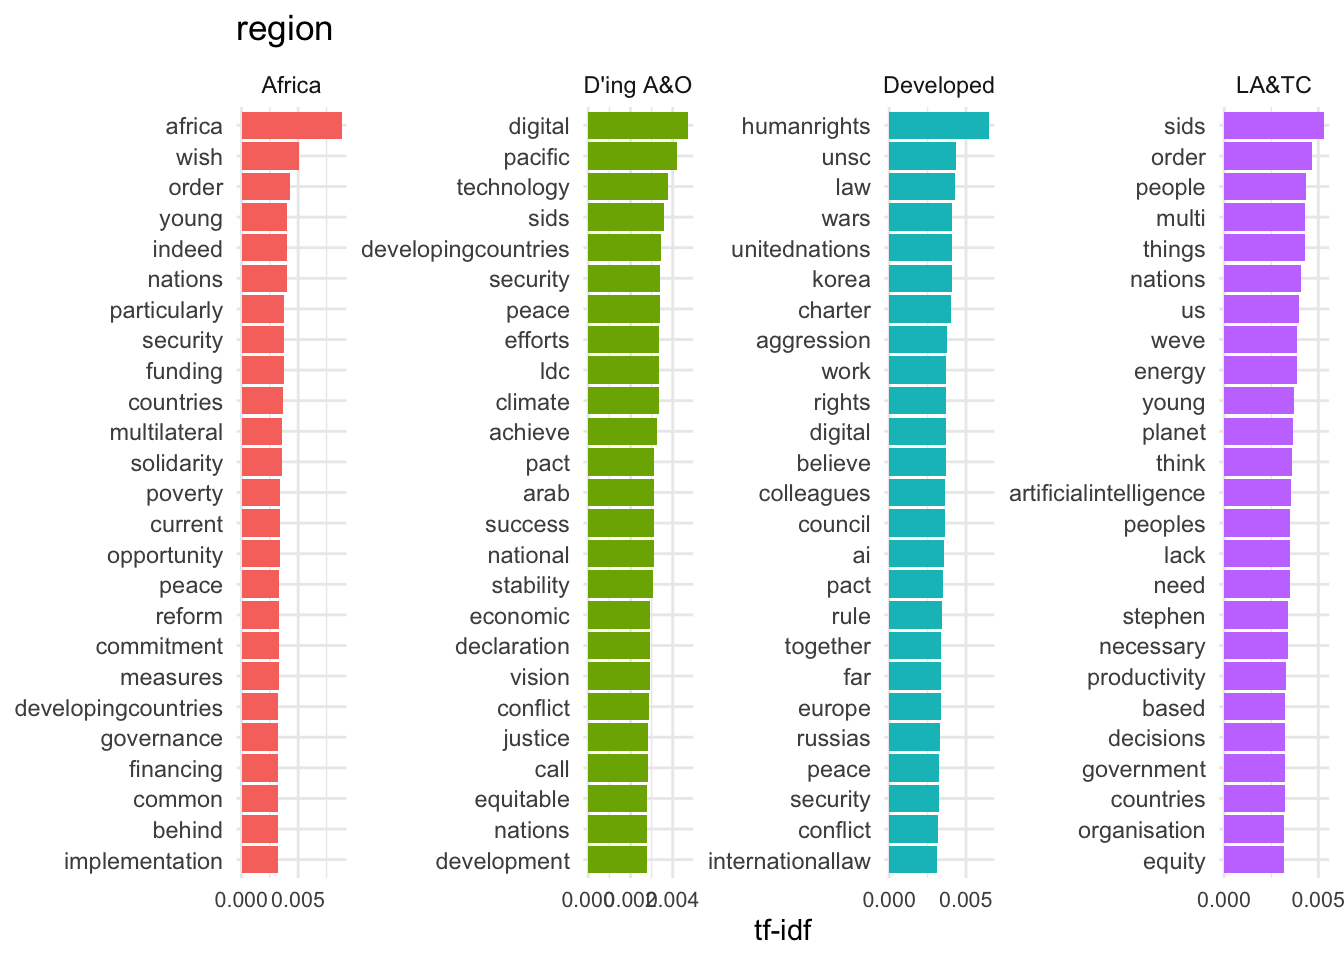 region
Africa
africa
wish
order
young
indeed
nations
particularly
security
funding
countries
multilateral
solidarity
poverty
current
opportunity
peace
reform
commitment
measures
developingcountries
governance
financing
common
behind
implementation
0.000 0.005
D'ing A&O
digital
pacific
technology
sids
developingcountries
security
peace
efforts
ldc
climate
achieve
pact
arab
success
national
stability
economic
declaration
vision
conflict
justice
call
equitable
nations
development
0.000 0.002 0.004
Developed
humanrights
unsc
law
wars
unitednations
korea
charter
aggression
work
rights
digital
believe
colleagues
council
ai
pact
rule
together
far
europe
russias
peace
security
conflict
internationallaw
0.000 0.005
LA&TC
sids
order
people
multi
things
nations
us
weve
energy
young
planet
think
artificialintelligence
peoples
lack
need
stephen
necessary
productivity
based
decisions
government
countries
organisation
equity
0.000 0.005
tf-idf